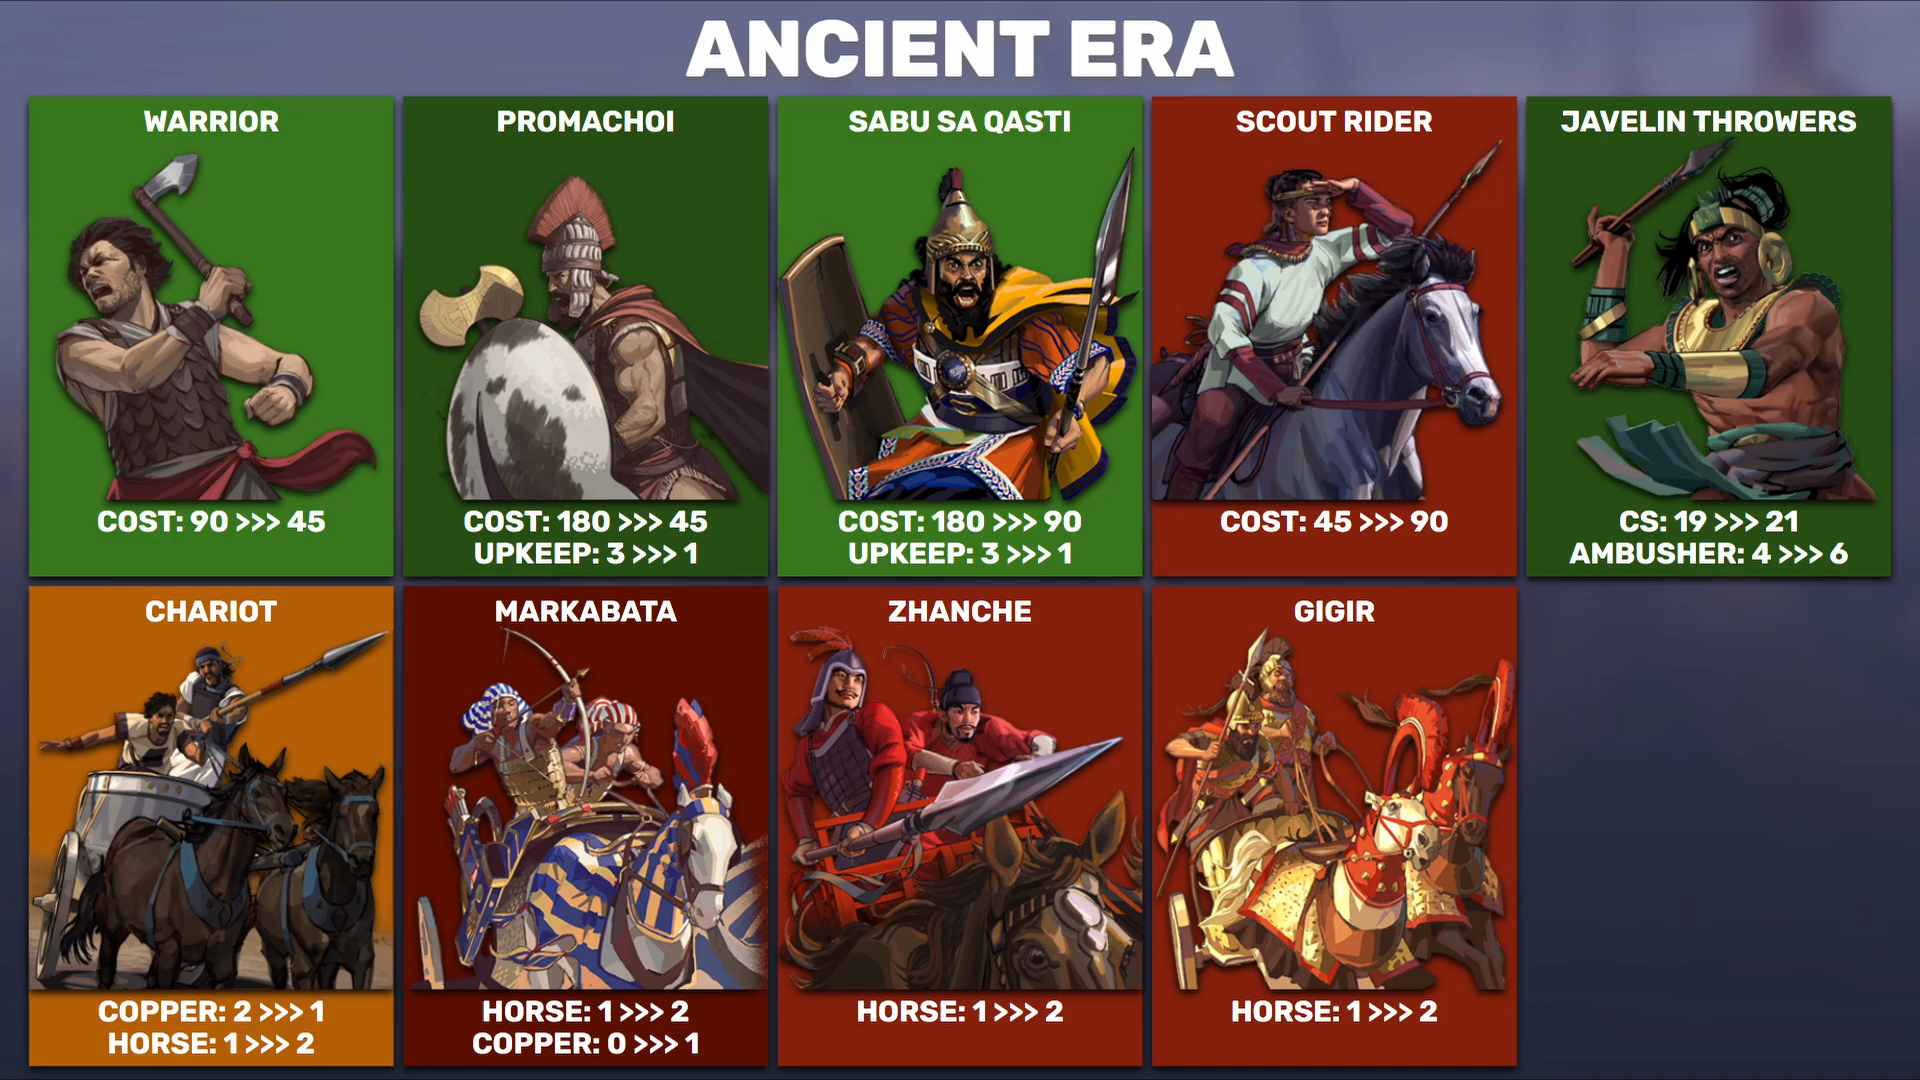 ANCIENT ERA
WARRIOR
COST: 90 >>> 45
PROMACHOI
COST: 180 >>> 45
UPKEEP: 3 >>> 1
SABU SA QASTI
COST: 180 >>> 90
UPKEEP: 3 >>> 1
SCOUT RIDER
COST: 45 >>> 90
JAVELIN THROWERS
CS: 19 >>> 21
AMBUSHER: 4 >>> 6
CHARIOT
COPPER: 2 >>> 1
HORSE: 1 >>> 2
MARKABATA
HORSE: 1 >>> 2
COPPER: 0 >>> 1
ZHANCHE
HORSE: 1 >>> 2
GIGIR
HORSE: 1 >>> 2